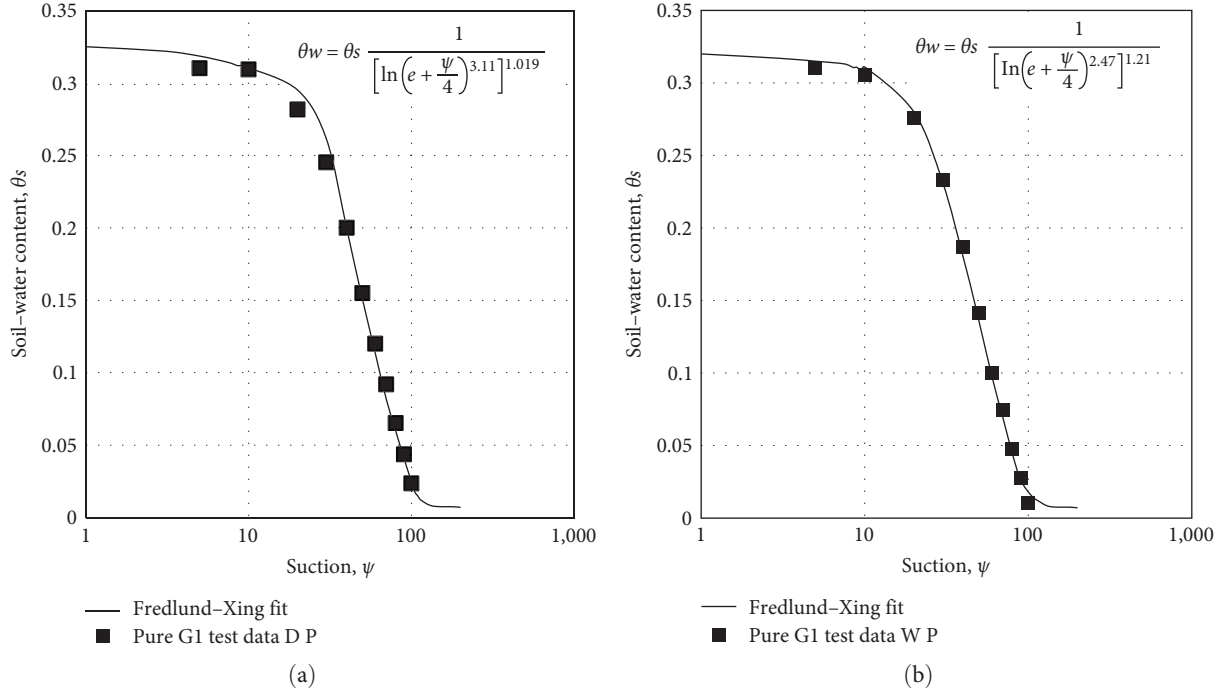 0.35
0.3
0.25
0.2
0.15
0.1
0.05
0
Soil–water content, θs
θw = θs 1 / [ln(e + ψ/4)^3.11]^1.019
1
10
100
1,000
Suction, ψ
Fredlund–Xing fit
Pure G1 test data D P
(a)
0.35
0.3
0.25
0.2
0.15
0.1
0.05
0
Soil–water content, θs
θw = θs 1 / [In(e + ψ/4)^2.47]^1.21
1
10
100
1,000
Suction, ψ
Fredlund–Xing fit
Pure G1 test data W P
(b)